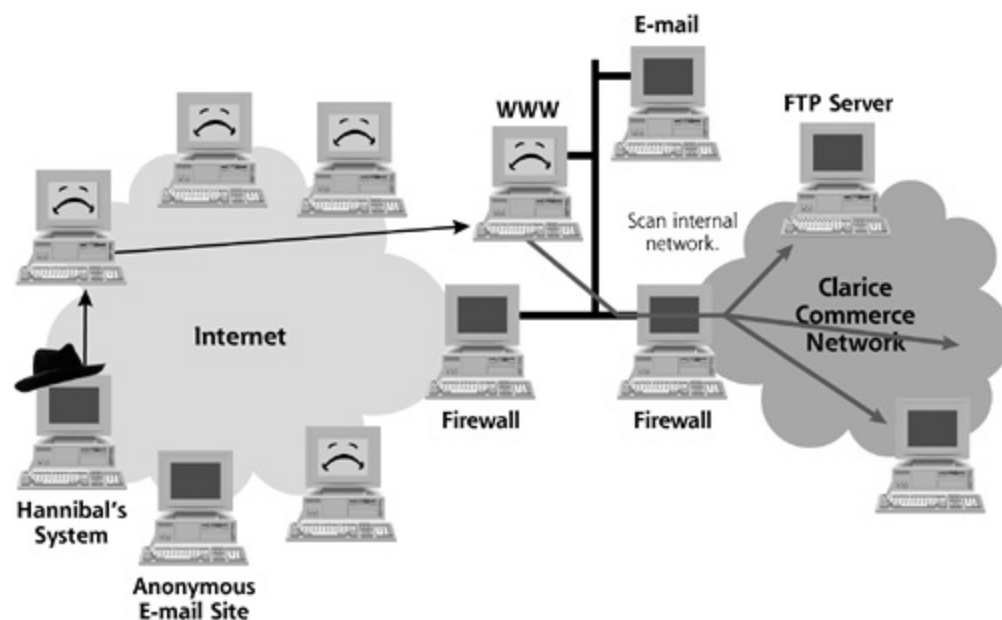 E-mail
WWW
FTP Server
Scan internal
network.
Internet
Clarice
Commerce
Network
Firewall
Firewall
Hannibal's
System
Anonymous
E-mail Site